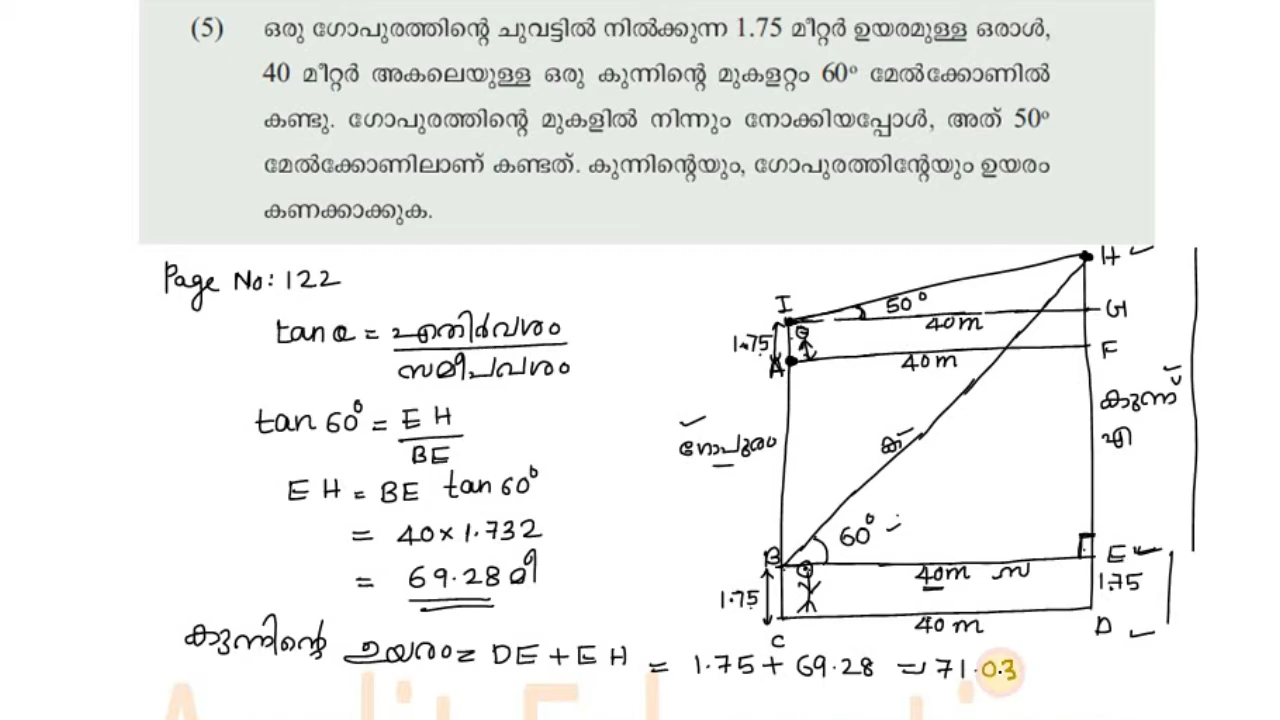 (5) ഒരു ഗോപുരത്തിന്റെ ചുവട്ടിൽ നിൽക്കുന്ന 1.75 മീറ്റർ ഉയരമുള്ള ഒരാൾ,
40 മീറ്റർ അകലെയുള്ള ഒരു കുന്നിന്റെ മുകളറ്റം 60° മേൽക്കോണിൽ
കണ്ടു. ഗോപുരത്തിന്റെ മുകളിൽ നിന്നും നോക്കിയപ്പോൾ, അത് 50°
മേൽക്കോണിലാണ് കണ്ടത്. കുന്നിന്റെയും, ഗോപുരത്തിന്റേയും ഉയരം
കണക്കാക്കുക.
Page No: 122
tan = എതിർവശം
സമീപവശം
tan 60° = EH
BE
EH = BE tan 60°
= 40 x 1.732
= 69.28 മീ
കുന്നിന്റെ ഉയരം = DE + EH = 1.75 + 69.28 = 71.03
H
I
50°
G
40m
1.75
A
F
40m
ഗോപുരം
കുന്ന്
60°
B
E
40m
1.75
1.75
C
40m
D